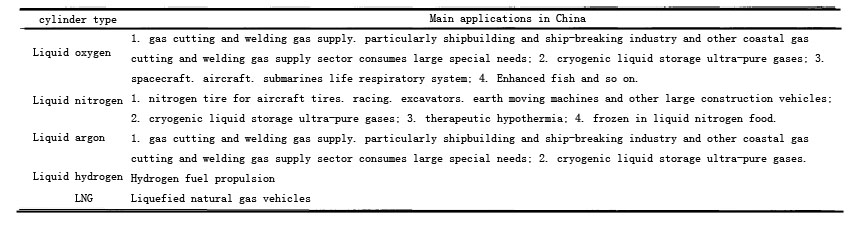 cylinder type Main applications in China
Liquid oxygen 1. gas cutting and welding gas supply. particularly shipbuilding and ship-breaking industry and other coastal gas
cutting and welding gas supply sector consumes large special needs; 2. cryogenic liquid storage ultra-pure gases; 3.
spacecraft. aircraft. submarines life respiratory system; 4. Enhanced fish and so on.
Liquid nitrogen 1. nitrogen tire for aircraft tires. racing. excavators. earth moving machines and other large construction vehicles;
2. cryogenic liquid storage ultra-pure gases; 3. therapeutic hypothermia; 4. frozen in liquid nitrogen food.
Liquid argon 1. gas cutting and welding gas supply. particularly shipbuilding and ship-breaking industry and other coastal gas
cutting and welding gas supply sector consumes large special needs; 2. cryogenic liquid storage ultra-pure gases.
Liquid hydrogen Hydrogen fuel propulsion
LNG Liquefied natural gas vehicles